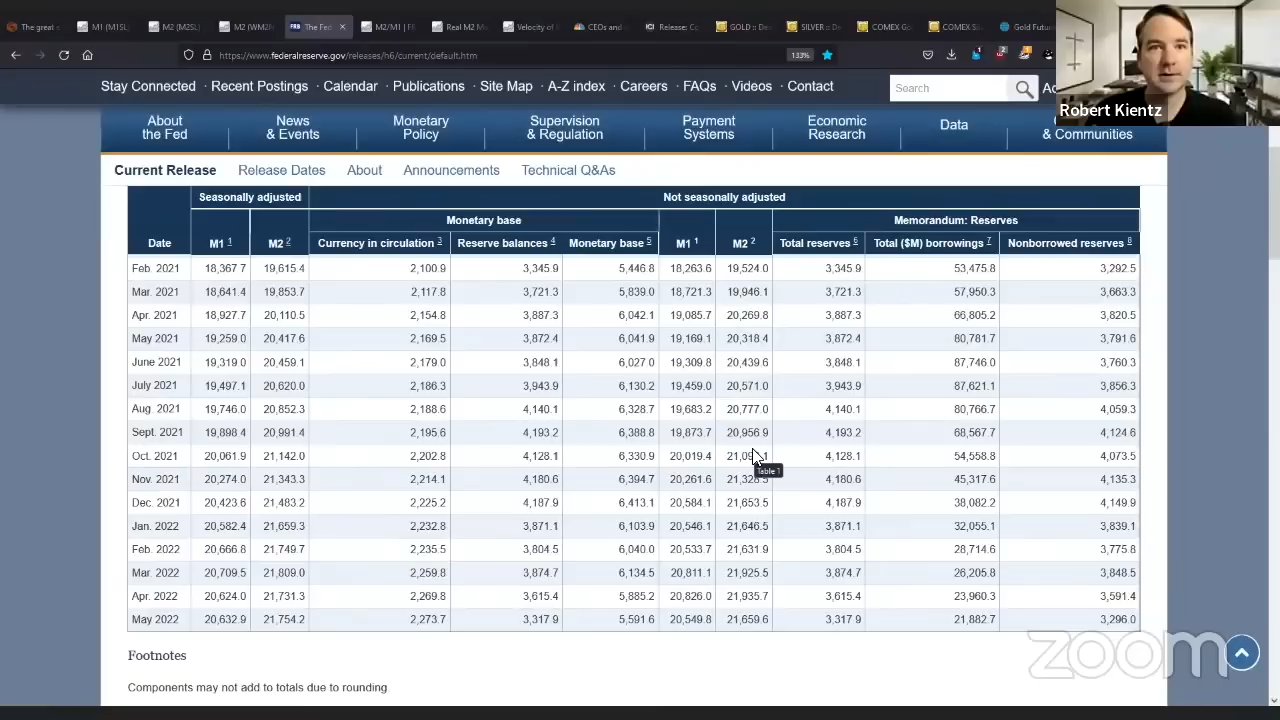 The great s
M1 (M1SL
M2 (M2SL)
M2 (WM2N
The Fed
M2/M1 | F
Real M2 M
Velocity of
CEOs and
Release: Co
GOLD :: De
SILVER :: D
COMEX Go
COMEX S
Gold Futur
https://www.federalreserve.gov/releases/h6/current/default.htm
133%
Robert Kientz
Stay Connected · Recent Postings · Calendar · Publications · Site Map · A-Z index · Careers · FAQs · Videos · Contact
Search
About the Fed
News & Events
Monetary Policy
Supervision & Regulation
Payment Systems
Economic Research
Data
& Communities
Current Release Release Dates About Announcements Technical Q&As
Seasonally adjusted Not seasonally adjusted
Monetary base Memorandum: Reserves
Date M1 1 M2 2 Currency in circulation 3 Reserve balances 4 Monetary base 5 M1 1 M2 2 Total reserves 6 Total ($M) borrowings 7 Nonborrowed reserves 8
Feb. 2021 18,367.7 19,615.4 2,100.9 3,345.9 5,446.8 18,263.6 19,524.0 3,345.9 53,475.8 3,292.5
Mar. 2021 18,641.4 19,853.7 2,117.8 3,721.3 5,839.0 18,721.3 19,946.1 3,721.3 57,950.3 3,663.3
Apr. 2021 18,927.7 20,110.5 2,154.8 3,887.3 6,042.1 19,085.7 20,269.8 3,887.3 66,805.2 3,820.5
May 2021 19,259.0 20,417.6 2,169.5 3,872.4 6,041.9 19,169.1 20,318.4 3,872.4 80,781.7 3,791.6
June 2021 19,319.0 20,459.1 2,179.0 3,848.1 6,027.0 19,309.8 20,439.6 3,848.1 87,746.0 3,760.3
July 2021 19,497.1 20,620.0 2,186.3 3,943.9 6,130.2 19,459.0 20,571.0 3,943.9 87,621.1 3,856.3
Aug. 2021 19,746.0 20,852.3 2,188.6 4,140.1 6,328.7 19,683.2 20,777.0 4,140.1 80,766.7 4,059.3
Sept. 2021 19,898.4 20,991.4 2,195.6 4,193.2 6,388.8 19,873.7 20,956.9 4,193.2 68,567.7 4,124.6
Oct. 2021 20,061.9 21,142.0 2,202.8 4,128.1 6,330.9 20,019.4 4,128.1 54,558.8 4,073.5
Table 1
Nov. 2021 20,274.0 21,343.3 2,214.1 4,180.6 6,394.7 20,261.6 4,180.6 45,317.6 4,135.3
Dec. 2021 20,423.6 21,483.2 2,225.2 4,187.9 6,413.1 20,584.1 21,653.5 4,187.9 38,082.2 4,149.9
Jan. 2022 20,582.4 21,659.3 2,232.8 3,871.1 6,103.9 20,546.1 21,646.5 3,871.1 32,055.1 3,839.1
Feb. 2022 20,666.8 21,749.7 2,235.5 3,804.5 6,040.0 20,533.7 21,631.9 3,804.5 28,714.6 3,775.8
Mar. 2022 20,709.5 21,809.0 2,259.8 3,874.7 6,134.5 20,811.1 21,925.5 3,874.7 26,205.8 3,848.5
Apr. 2022 20,624.0 21,731.3 2,269.8 3,615.4 5,885.2 20,826.0 21,935.7 3,615.4 23,960.3 3,591.4
May 2022 20,632.9 21,754.2 2,273.7 3,317.9 5,591.6 20,549.8 21,659.6 3,317.9 21,882.7 3,296.0
Footnotes
Components may not add to totals due to rounding
zoom